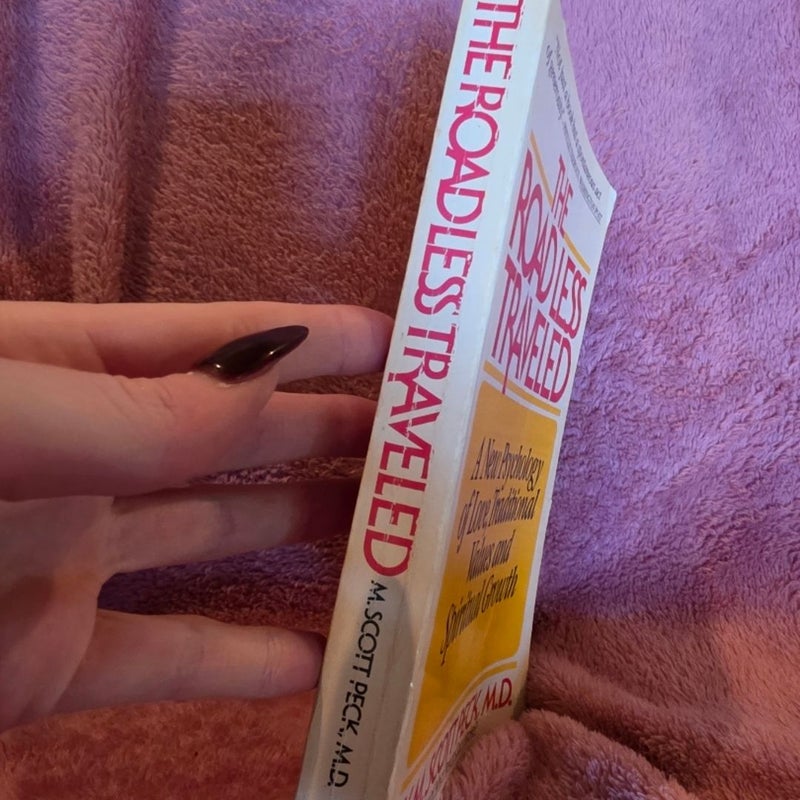 THE ROAD LESS TRAVELED
M. SCOTT PECK, M.D.
THE
ROAD LESS
TRAVELED
A New Psychology
of Love, Traditional
Values and
Spiritual Growth
M. SCOTT PECK, M.D.